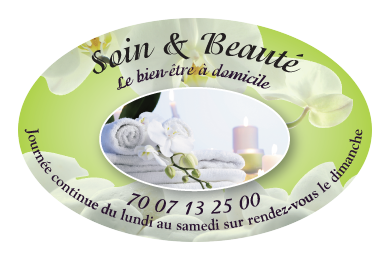 Soin & Beauté
Le bien-être à domicile
70 07 13 25 00
Journée continue du lundi au samedi sur rendez-vous le dimanche